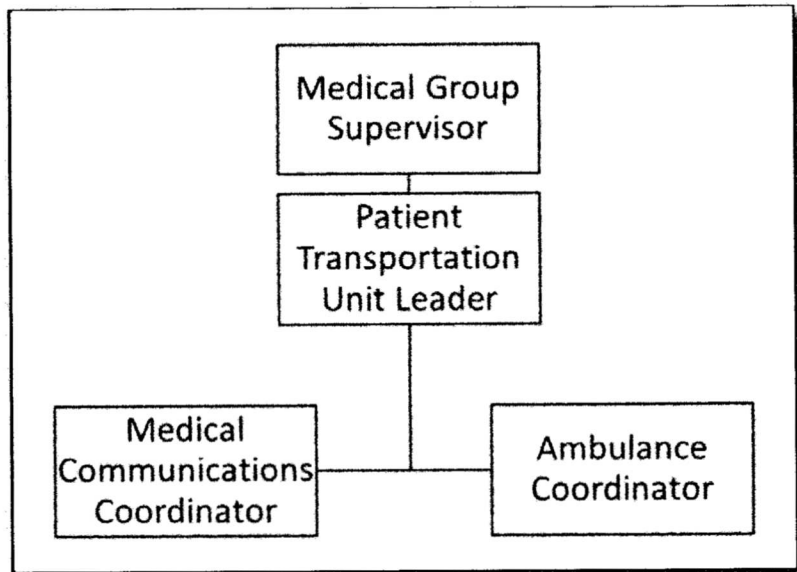 Medical Group
Supervisor
Patient
Transportation
Unit Leader
Medical
Communications
Coordinator
Ambulance
Coordinator